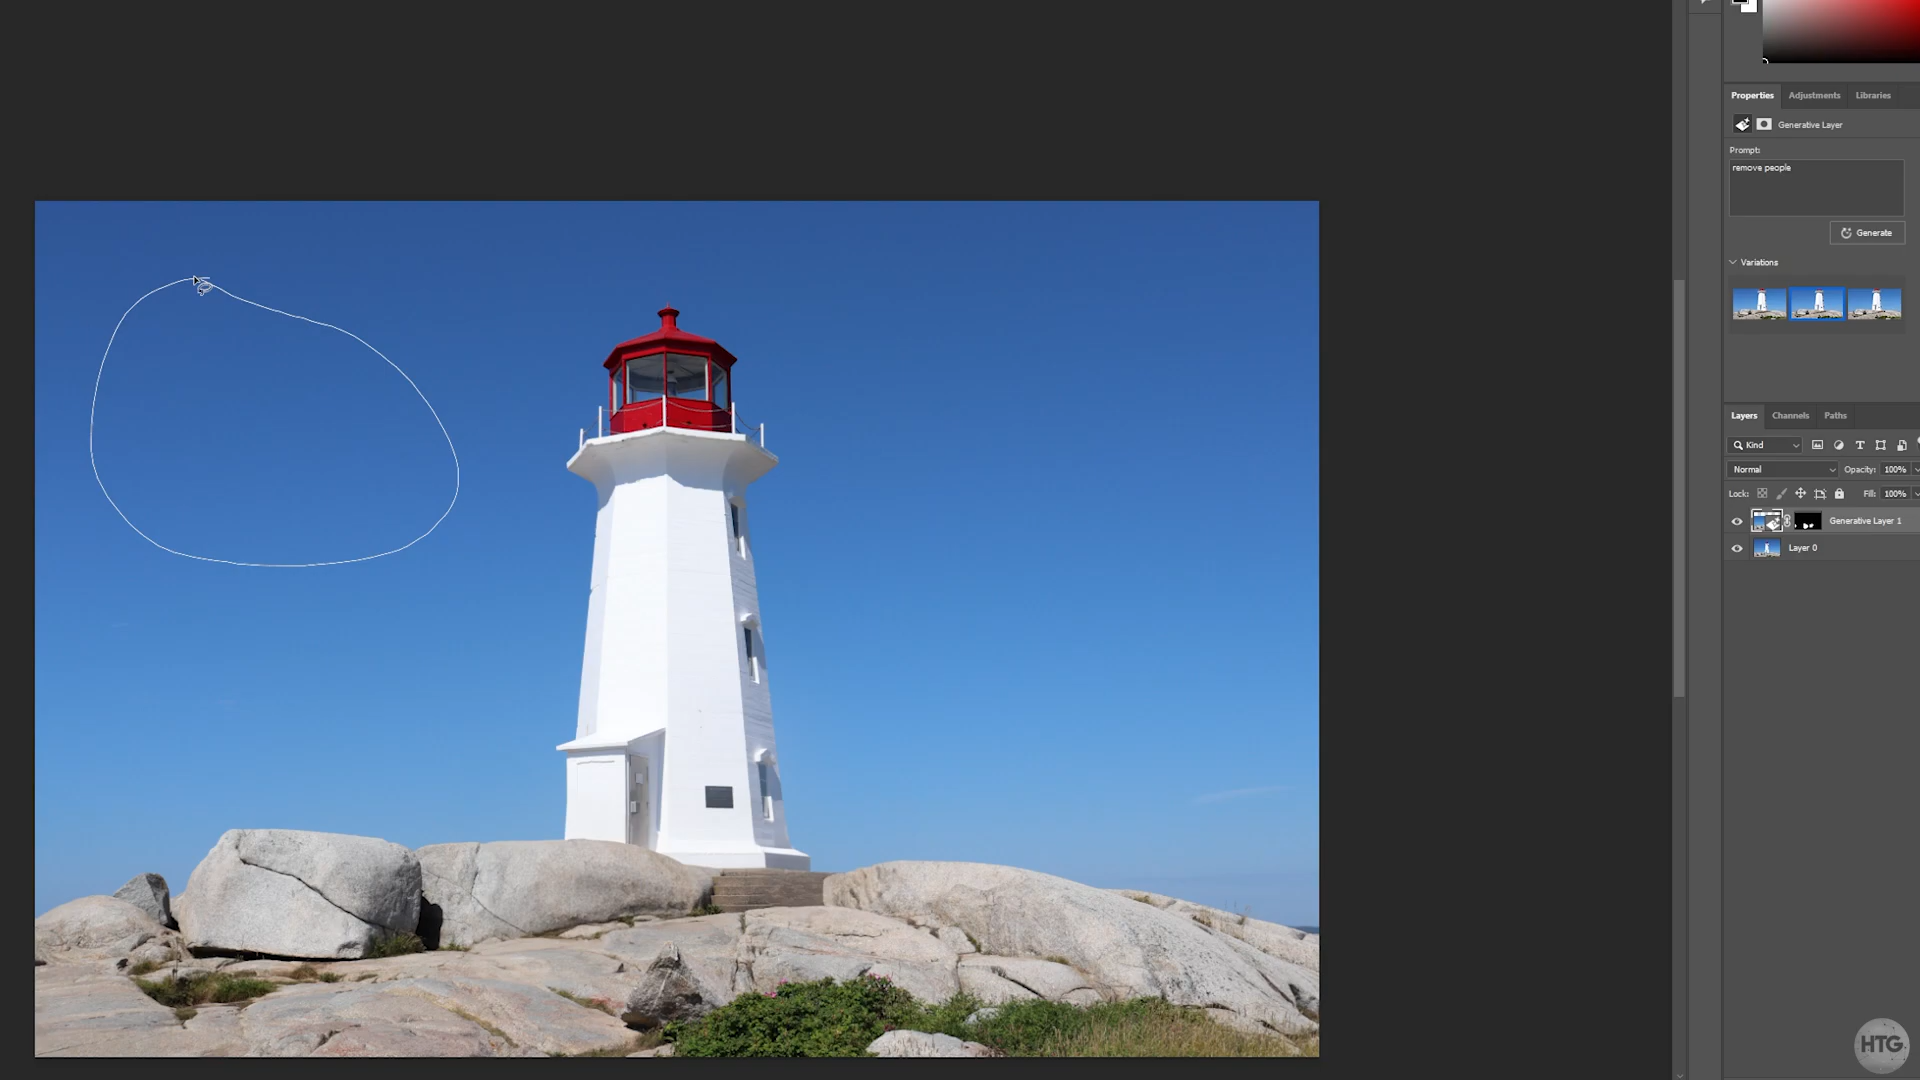 Properties Adjustments Libraries
Generative Layer
Prompt:
remove people
Generate
Variations
Layers Channels Paths
Kind
Normal Opacity: 100%
Lock: Fill: 100%
Generative Layer 1
Layer 0
HTG